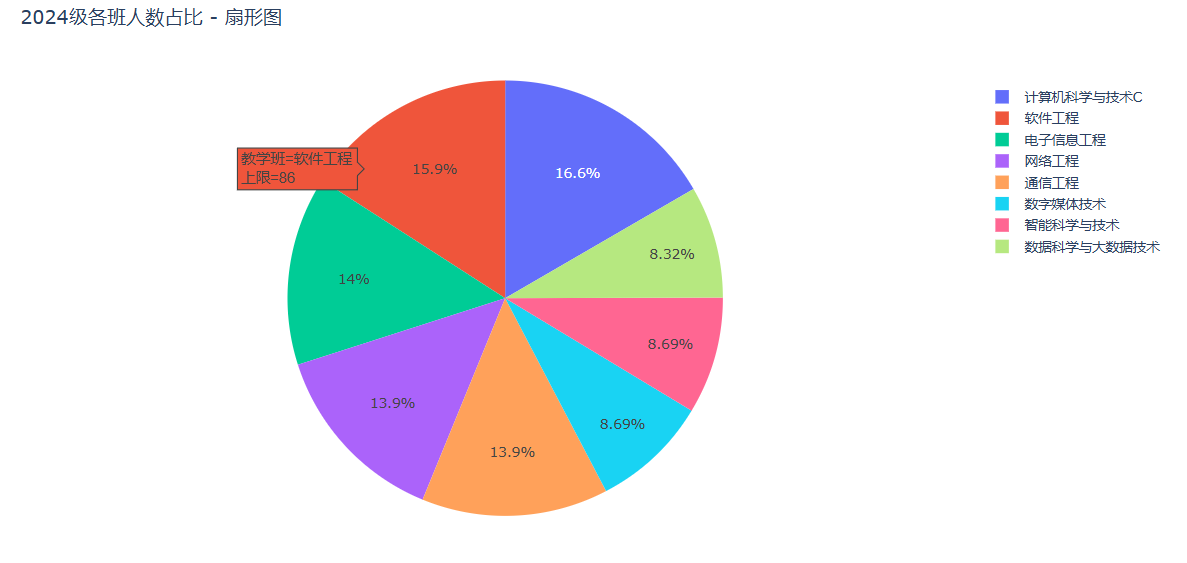 2024级各班人数占比 - 扇形图
教学班=软件工程
上限=86
15.9%
16.6%
8.32%
14%
8.69%
13.9%
8.69%
13.9%
计算机科学与技术C
软件工程
电子信息工程
网络工程
通信工程
数字媒体技术
智能科学与技术
数据科学与大数据技术